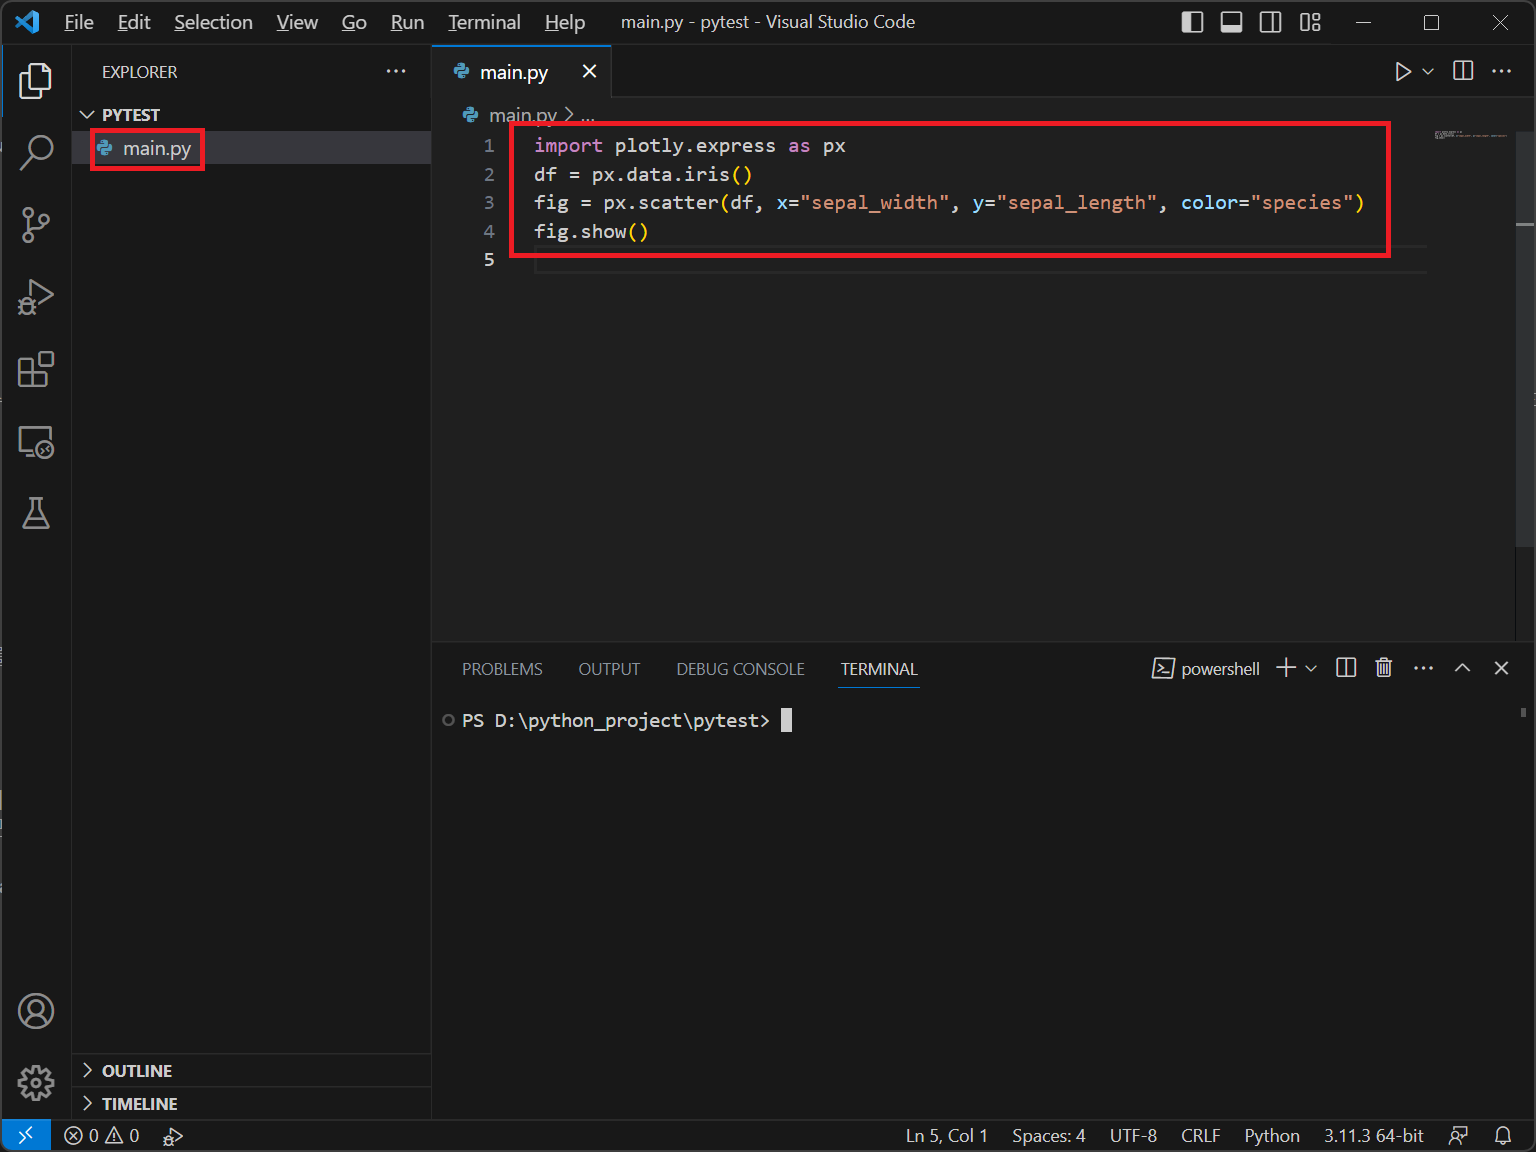 File Edit Selection View Go Run Terminal Help main.py - pytest - Visual Studio Code
EXPLORER
PYTEST
main.py
OUTLINE
TIMELINE
main.py
main.py > ...
1 import plotly.express as px
2 df = px.data.iris()
3 fig = px.scatter(df, x="sepal_width", y="sepal_length", color="species")
4 fig.show()
5
PROBLEMS OUTPUT DEBUG CONSOLE TERMINAL powershell
PS D:\python_project\pytest>
0 0 Ln 5, Col 1 Spaces: 4 UTF-8 CRLF Python 3.11.3 64-bit